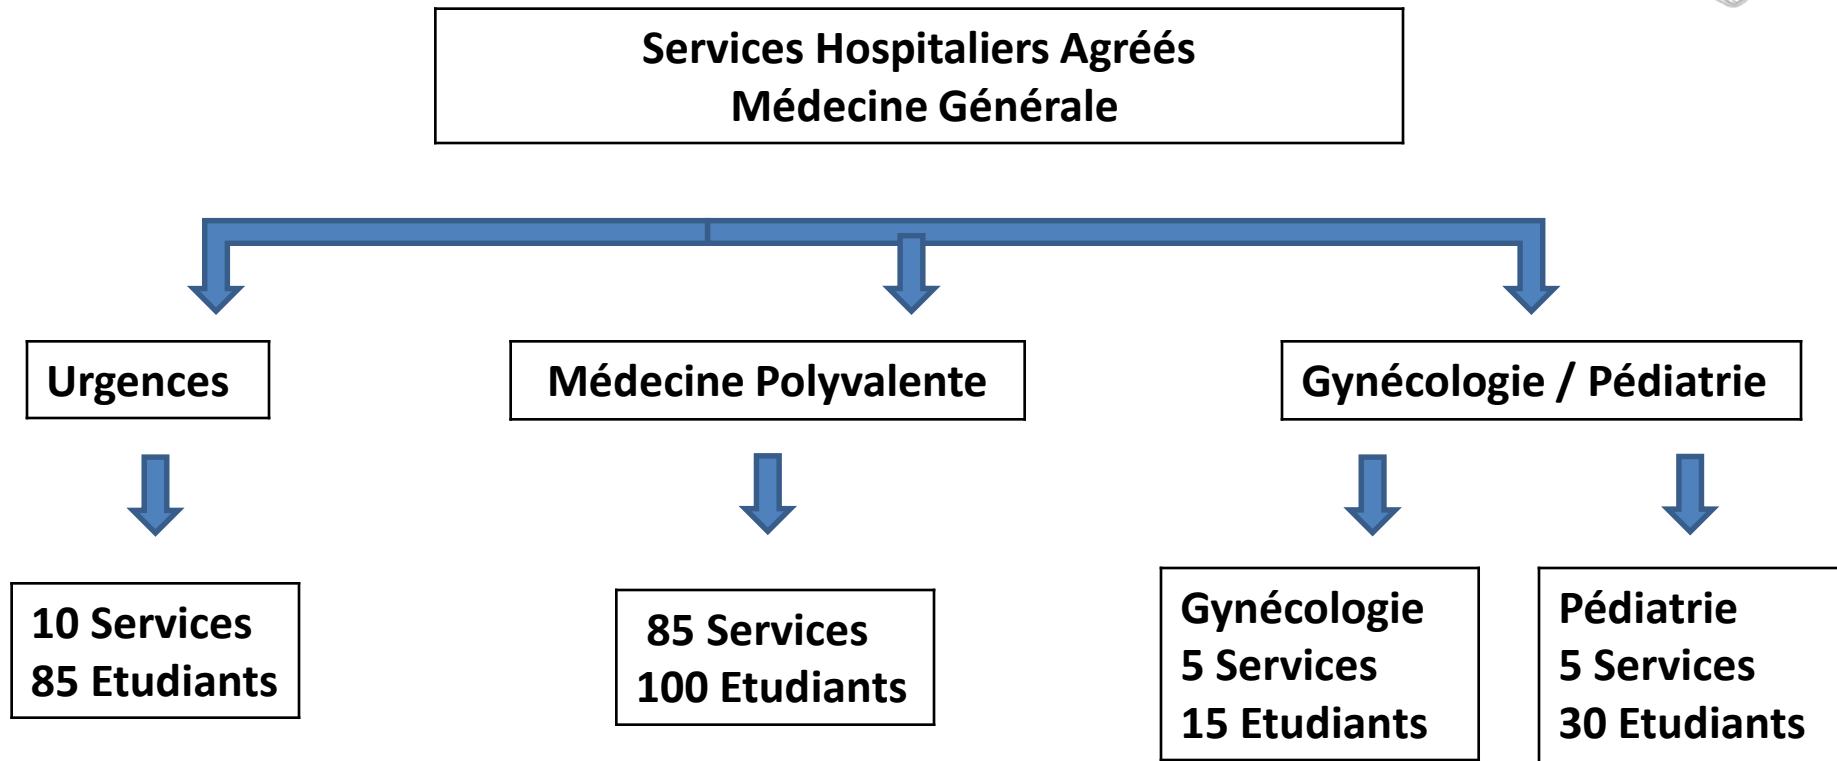 Services Hospitaliers Agréés
Médecine Générale
Urgences
Médecine Polyvalente
Gynécologie / Pédiatrie
10 Services
85 Etudiants
85 Services
100 Etudiants
Gynécologie
5 Services
15 Etudiants
Pédiatrie
5 Services
30 Etudiants